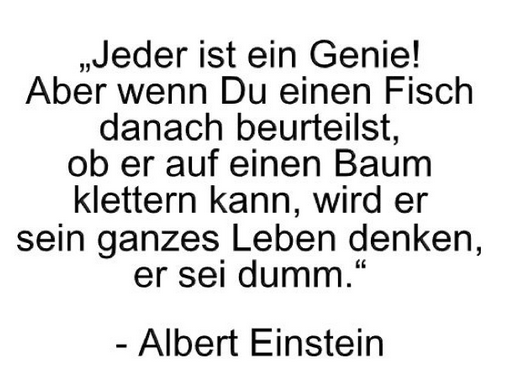 „Jeder ist ein Genie!
Aber wenn Du einen Fisch
danach beurteilst,
ob er auf einen Baum
klettern kann, wird er
sein ganzes Leben denken,
er sei dumm.“
- Albert Einstein